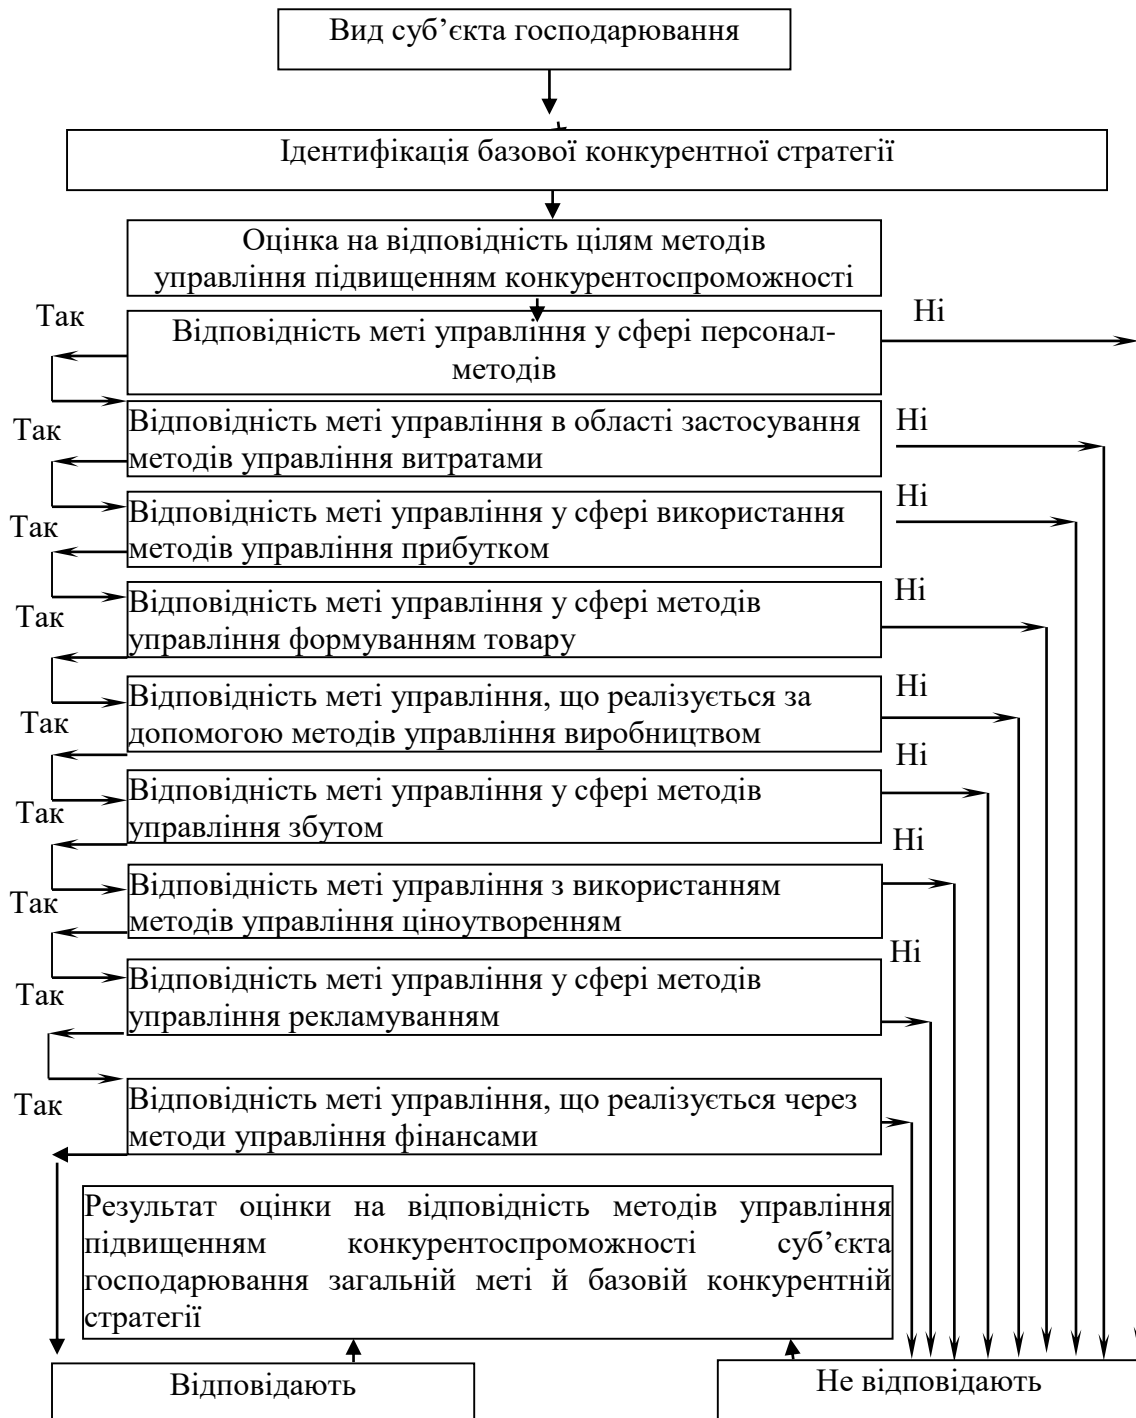 Вид суб’єкта господарювання
Ідентифікація базової конкурентної стратегії
Оцінка на відповідність цілям методів
управління підвищенням конкурентоспроможності
Так
Ні
Відповідність меті управління у сфері персонал-
методів
Так
Ні
Відповідність меті управління в області застосування
методів управління витратами
Так
Ні
Відповідність меті управління у сфері використання
методів управління прибутком
Так
Ні
Відповідність меті управління у сфері методів
управління формуванням товару
Так
Ні
Відповідність меті управління, що реалізується за
допомогою методів управління виробництвом
Так
Ні
Відповідність меті управління у сфері методів
управління збутом
Так
Ні
Відповідність меті управління з використанням
методів управління ціноутворенням
Так
Ні
Відповідність меті управління у сфері методів
управління рекламуванням
Так
Відповідність меті управління, що реалізується через
методи управління фінансами
Результат оцінки на відповідність методів управління
підвищенням конкурентоспроможності суб’єкта
господарювання загальній меті й базовій конкурентній
стратегії
Відповідають
Не відповідають